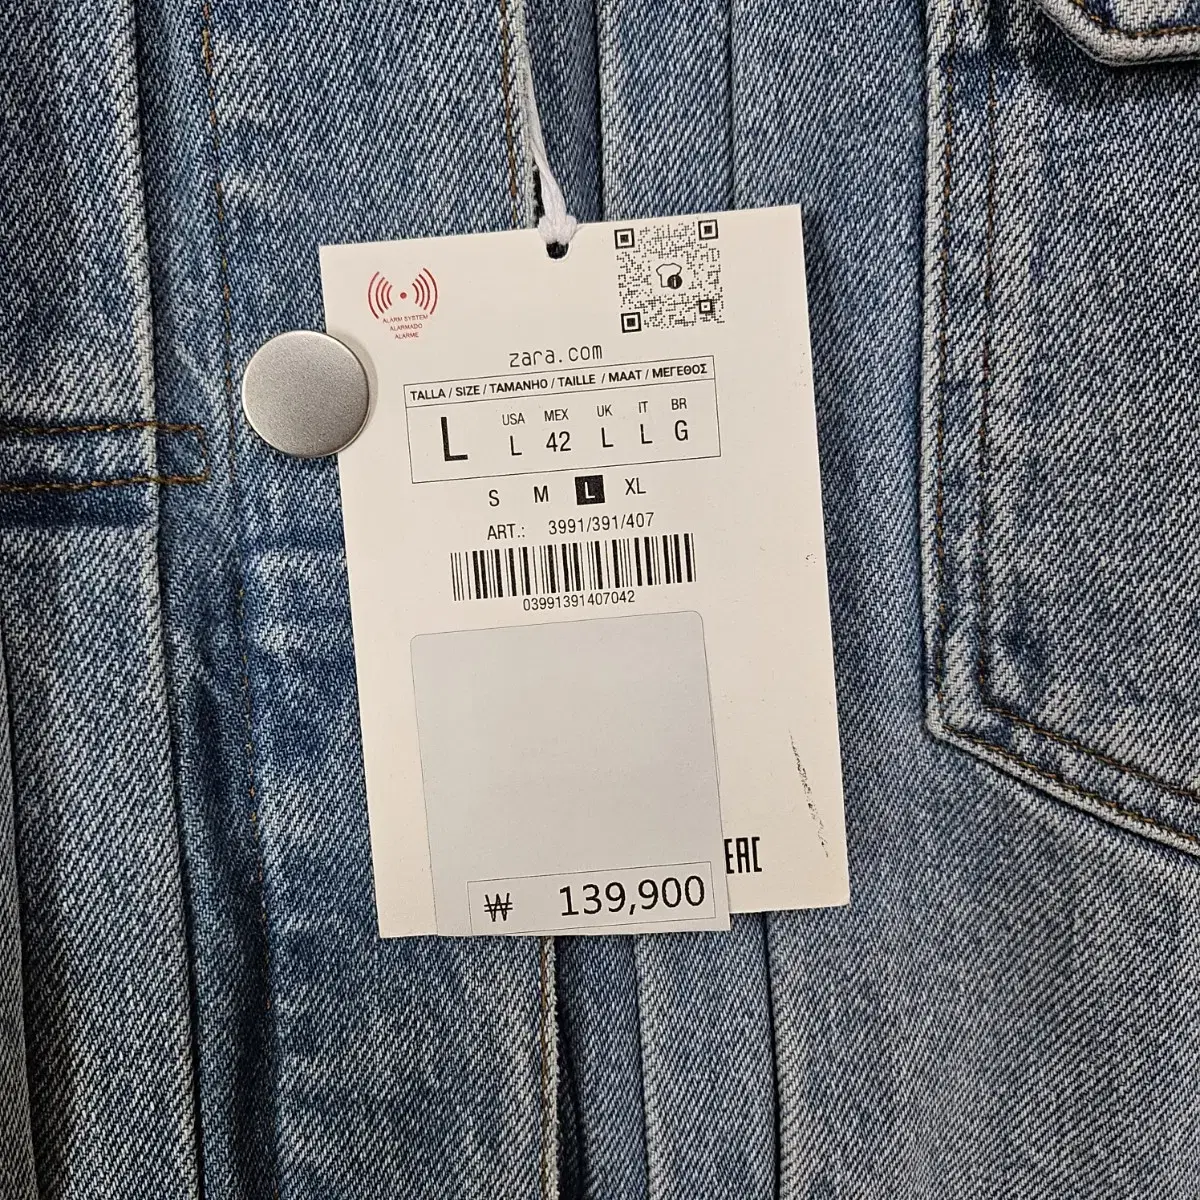 ALARM SYSTEM
ALARMADO
ALARME
zara.com
TALLA / SIZE / TAMANHO / TAILLE / MAAT / ΜΕΓΕΘΟΣ
USA MEX UK IT BR
L L 42 L L G
S M L XL
ART.: 3991/391/407
03991391407042
EAC
₩ 139,900